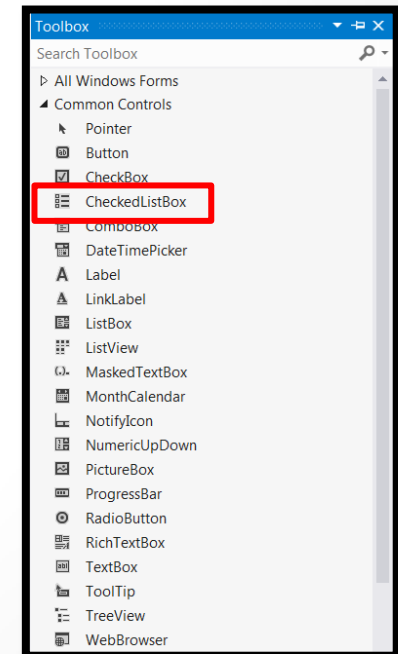 Toolbox
Search Toolbox
All Windows Forms
Common Controls
Pointer
Button
CheckBox
CheckedListBox
ComboBox
DateTimePicker
Label
LinkLabel
ListBox
ListView
MaskedTextBox
MonthCalendar
NotifyIcon
NumericUpDown
PictureBox
ProgressBar
RadioButton
RichTextBox
TextBox
ToolTip
TreeView
WebBrowser